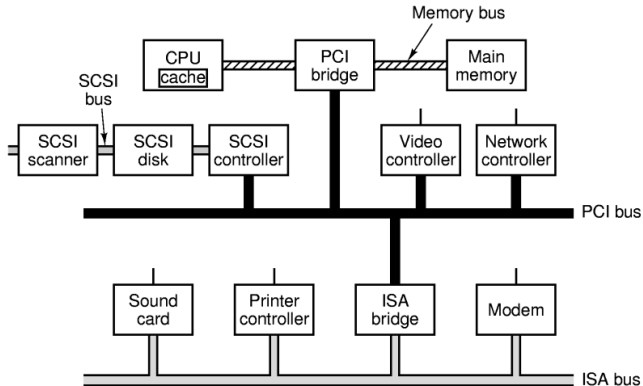 Memory bus
CPU
cache
PCI
bridge
Main
memory
SCSI
bus
SCSI
scanner
SCSI
disk
SCSI
controller
Video
controller
Network
controller
PCI bus
Sound
card
Printer
controller
ISA
bridge
Modem
ISA bus